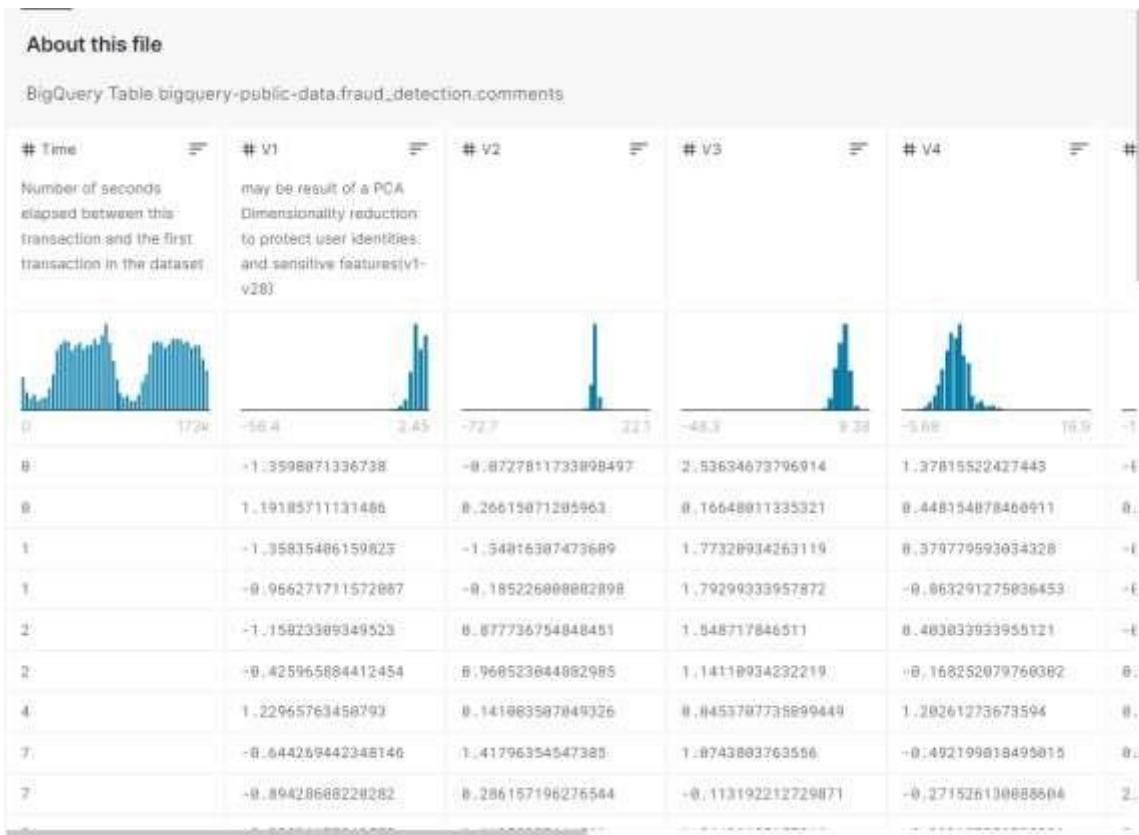 About this file
BigQuery Table bigquery-public-data.fraud_detection.comments
# Time # V1 # V2 # V3 # V4 #
Number of seconds
elapsed between this
transaction and the first
transaction in the dataset
may be result of a PCA
Dimensionality reduction
to protect user identities
and sensitive features(v1-
v28)
0 172k -56.4 2.45 -72.7 22.1 -48.3 9.38 -5.68 16.9 -1
0 -1.3598071336738 -0.0727811733098497 2.53634673796914 1.37815522427443
0 1.19185711131486 0.26615071205963 0.16648011335321 0.448154078460911 0.
1 -1.35835406159823 -1.34016307473609 1.77320934263119 0.379779593034328
1 -0.966271711572087 -0.185226008082898 1.79299333957872 -0.863291275036453
2 -1.15823309349523 0.877736754848451 1.548717846511 0.403033933955121
2 -0.425965884412454 0.960523044882985 1.14110934232219 -0.168252079760302 0.
4 1.22965763450793 0.141003507049326 0.0453707735899449 1.20261273673594 0.
7 -0.644269442348146 1.41796354547385 1.0743803763556 -0.492199018495015 0.
7 -0.89428608220282 0.286157196276544 -0.113192212729871 -0.271526130088604 2.